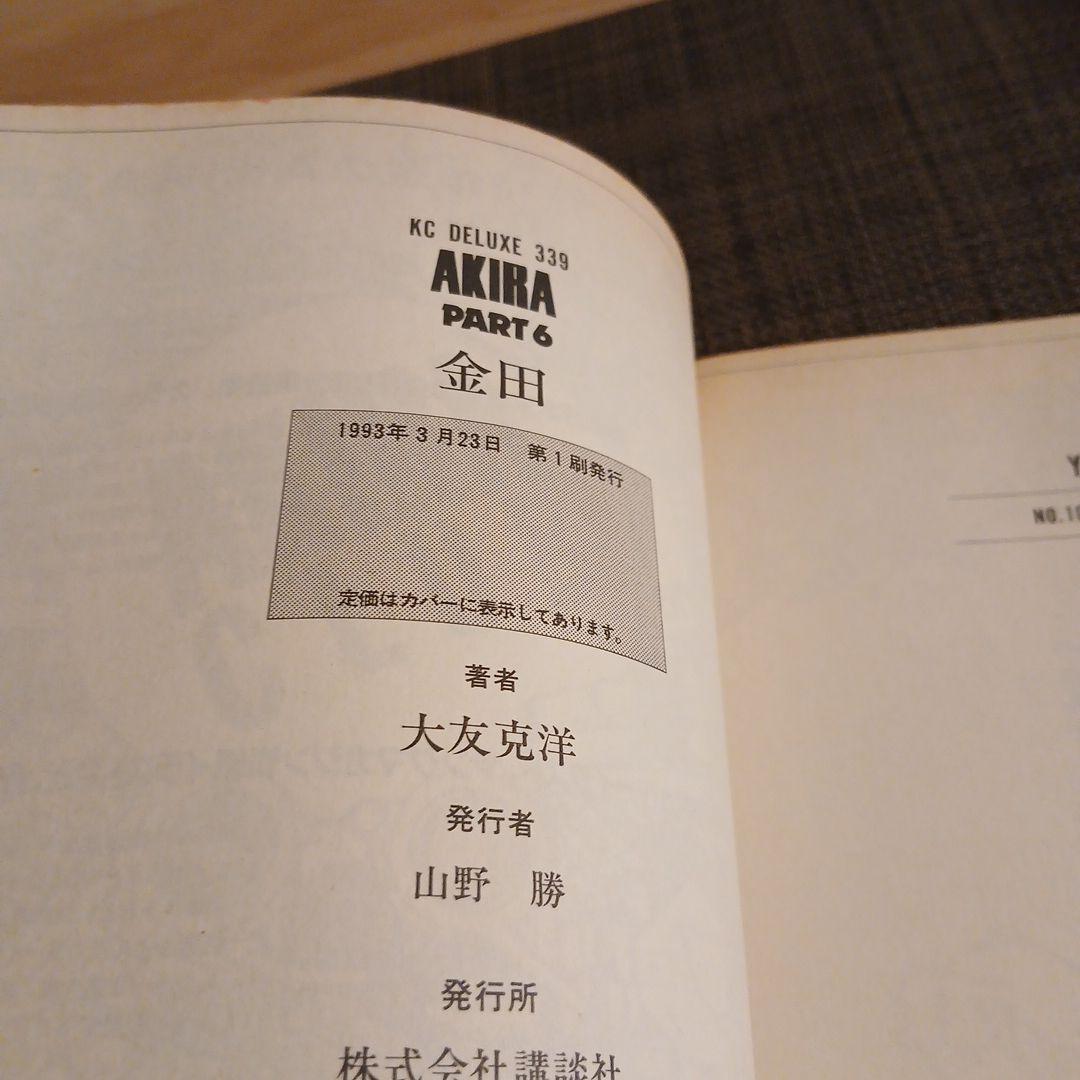 KC DELUXE 339
AKIRA
PART6
金田
1993年3月23日 第1刷発行
定価はカバーに表示してあります。
著者
大友克洋
発行者
山野 勝
発行所
株式会社講談社
NO.1